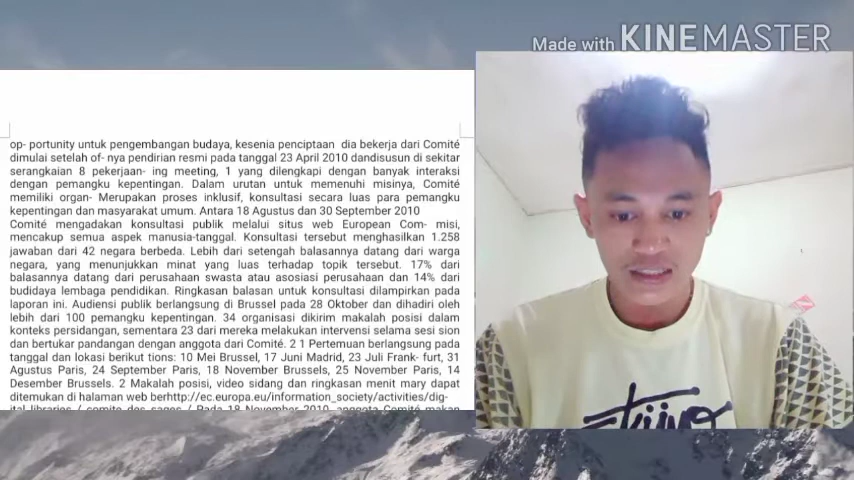 Made with KINEMASTER
op- portunity untuk pengembangan budaya, kesenia penciptaan dia bekerja dari Comité
dimulai setelah of- nya pendirian resmi pada tanggal 23 April 2010 dandisusun di sekitar
serangkaian 8 pekerjaan- ing meeting, 1 yang dilengkapi dengan banyak interaksi
dengan pemangku kepentingan. Dalam urutan untuk memenuhi misinya, Comité
memiliki organ- Merupakan proses inklusif, konsultasi secara luas para pemangku
kepentingan dan masyarakat umum. Antara 18 Agustus dan 30 September 2010
Comité mengadakan konsultasi publik melalui situs web European Com- misi,
mencakup semua aspek manusia-tanggal. Konsultasi tersebut menghasilkan 1.258
jawaban dari 42 negara berbeda. Lebih dari setengah balasannya datang dari warga
negara, yang menunjukkan minat yang luas terhadap topik tersebut. 17% dari
balasannya datang dari perusahaan swasta atau asosiasi perusahaan dan 14% dari
budidaya lembaga pendidikan. Ringkasan balasan untuk konsultasi dilampirkan pada
laporan ini. Audiensi publik berlangsung di Brussel pada 28 Oktober dan dihadiri oleh
lebih dari 100 pemangku kepentingan. 34 organisasi dikirim makalah posisi dalam
konteks persidangan, sementara 23 dari mereka melakukan intervensi selama sesi sion
dan bertukar pandangan dengan anggota dari Comité. 2 1 Pertemuan berlangsung pada
tanggal dan lokasi berikut tions: 10 Mei Brussel, 17 Juni Madrid, 23 Juli Frank- furt, 31
Agustus Paris, 24 September Paris, 18 November Brussels, 25 November Paris, 14
Desember Brussels. 2 Makalah posisi, video sidang dan ringkasan menit mary dapat
ditemukan di halaman web berhttp://ec.europa.eu/information_society/activities/dig-
ital libraries / comite des sages / Pada 18 November 2010, anggota Comité makan